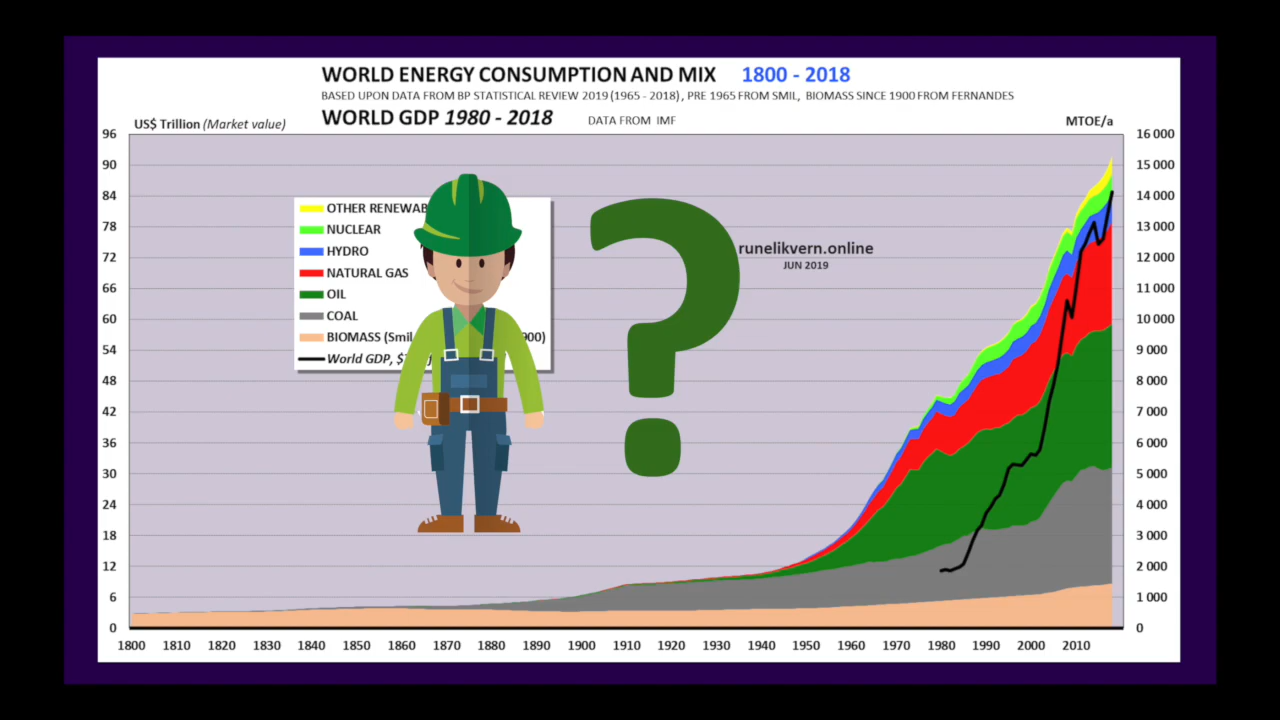 WORLD ENERGY CONSUMPTION AND MIX 1800 - 2018
BASED UPON DATA FROM BP STATISTICAL REVIEW 2019 (1965 - 2018) , PRE 1965 FROM SMIL, BIOMASS SINCE 1900 FROM FERNANDES
WORLD GDP 1980 - 2018 DATA FROM IMF
US$ Trillion (Market value) MTOE/a
96 16 000
90 15 000
84 14 000
78 13 000
72 12 000
66 11 000
60 10 000
54 9 000
48 8 000
42 7 000
36 6 000
30 5 000
24 4 000
18 3 000
12 2 000
6 1 000
0 0
OTHER
NUCLEAR
HYDRO
NATURAL GAS
OIL
COAL
BIOMASS (Smil 900)
World GDP, $
?
runelikvern.online
JUN 2019
1800 1810 1820 1830 1840 1850 1860 1870 1880 1890 1900 1910 1920 1930 1940 1950 1960 1970 1980 1990 2000 2010